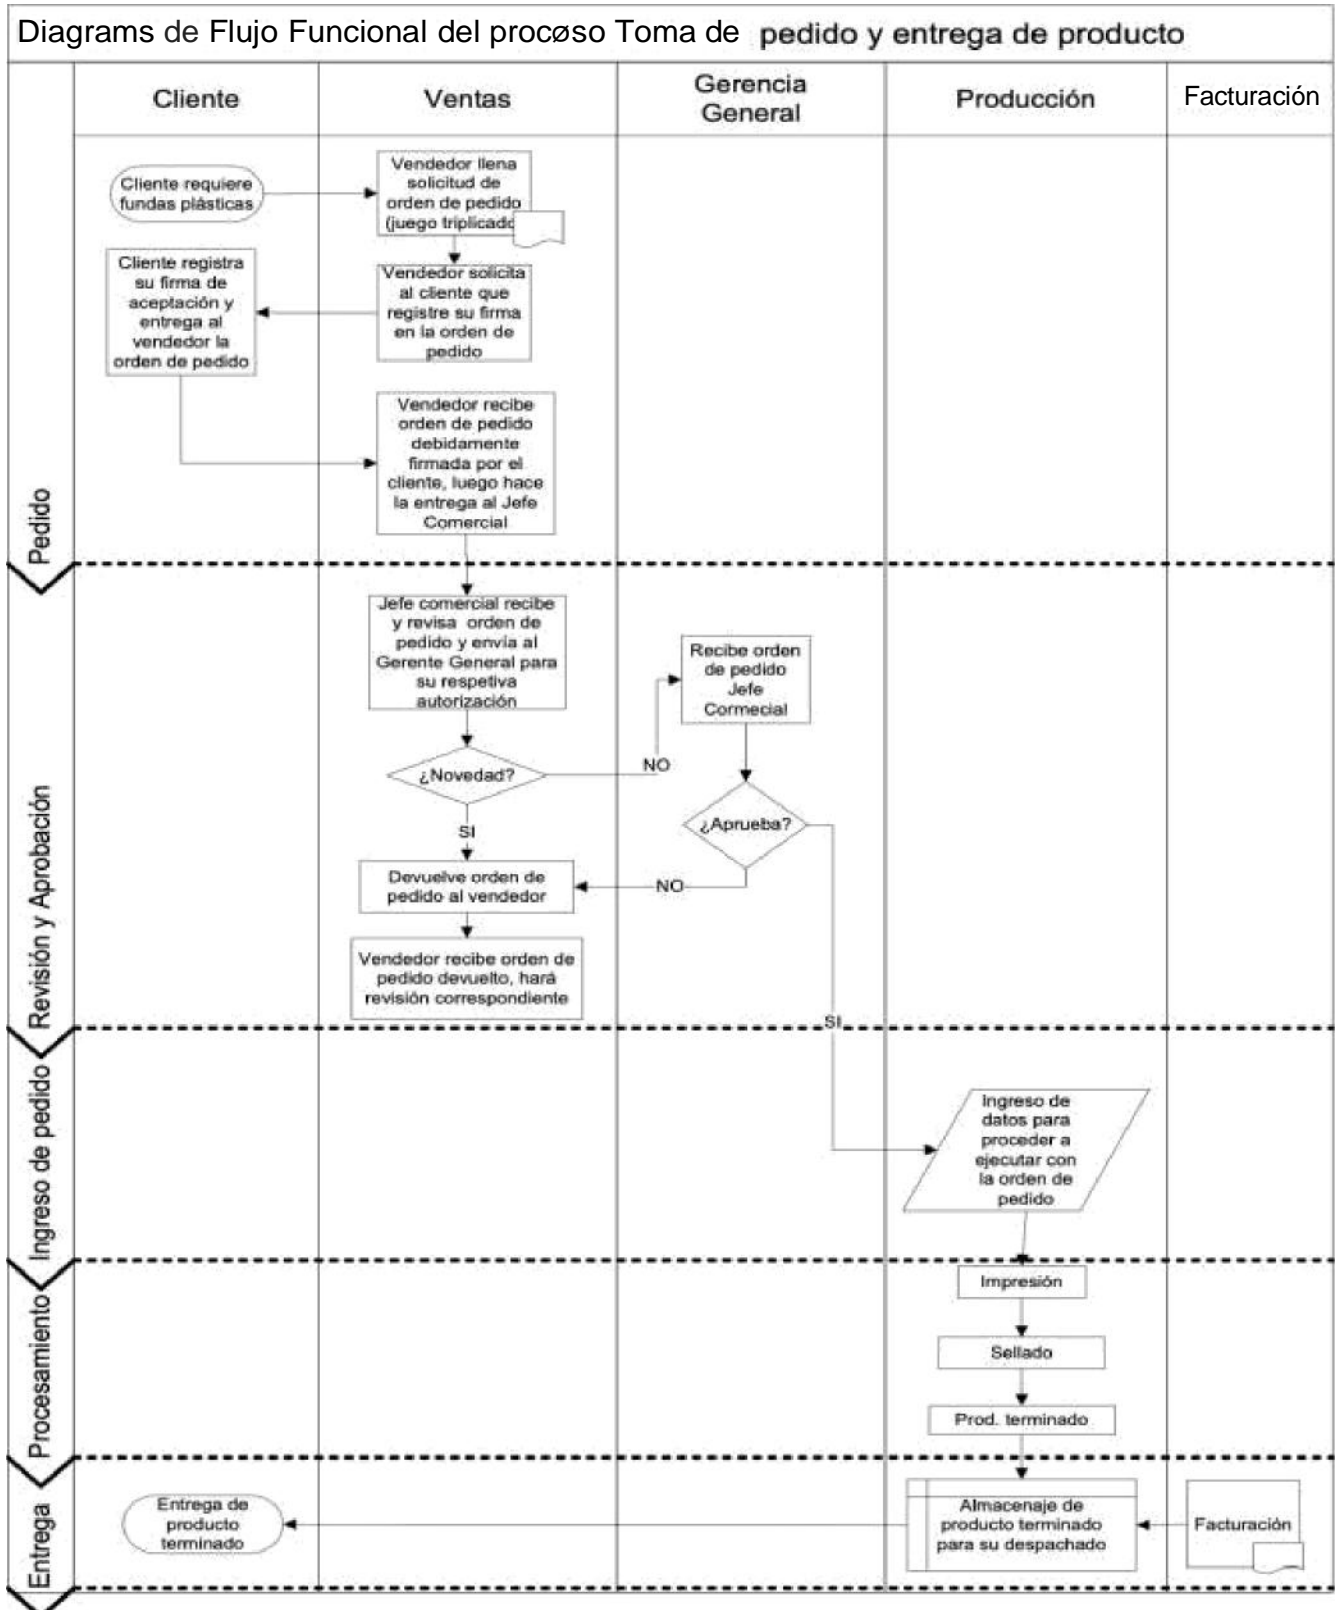 Diagrams de Flujo Funcional del procøso Toma de pedido y entrega de producto
Cliente
Ventas
Gerencia
General
Producción
Facturación
Pedido
Cliente requiere
fundas plásticas
Vendedor llena
solicitud de
orden de pedido
(juego triplicado
Cliente registra
su firma de
aceptación y
entrega al
vendedor la
orden de pedido
Vendedor solicita
al cliente que
registre su firma
en la orden de
pedido
Vendedor recibe
orden de pedido
debidamente
firmada por el
cliente, luego hace
la entrega al Jefe
Comercial
Revisión y Aprobación
Jefe comercial recibe
y revisa orden de
pedido y envía al
Gerente General para
su respetiva
autorización
Recibe orden
de pedido
Jefe
Cormecial
¿Novedad?
NO
SI
¿Aprueba?
NO
SI
Devuelve orden de
pedido al vendedor
Vendedor recibe orden de
pedido devuelto, hará
revisión correspondiente
Ingreso de pedido
Ingreso de
datos para
proceder a
ejecutar con
la orden de
pedido
Procesamiento
Impresión
Sellado
Prod. terminado
Entrega
Entrega de
producto
terminado
Almacenaje de
producto terminado
para su despachado
Facturación